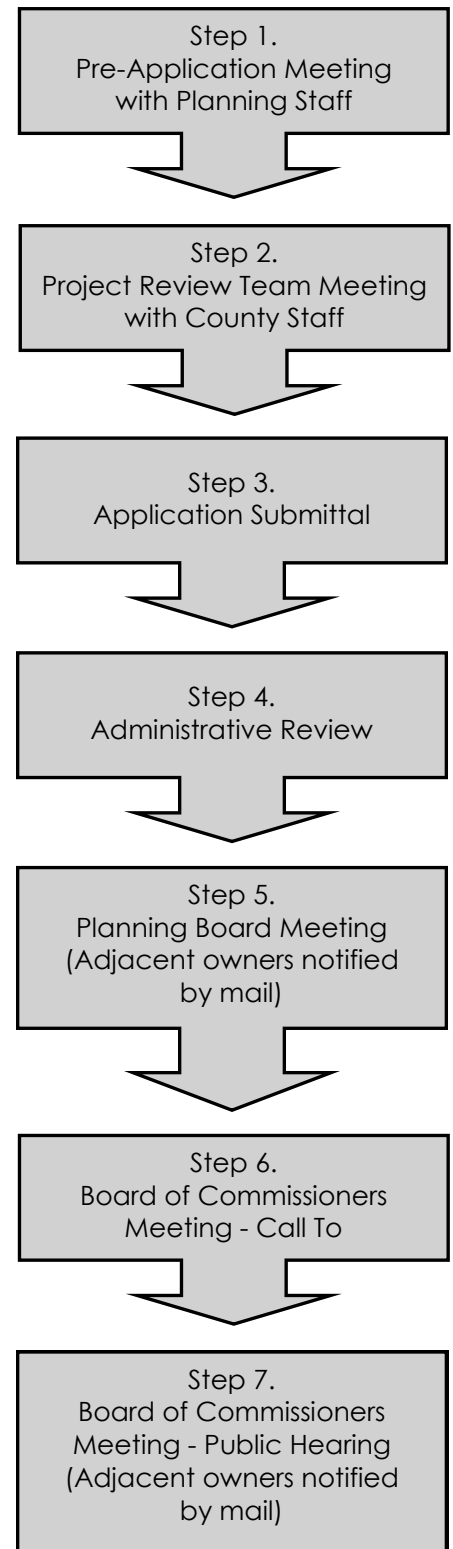 Step 1.
Pre-Application Meeting
with Planning Staff
Step 2.
Project Review Team Meeting
with County Staff
Step 3.
Application Submittal
Step 4.
Administrative Review
Step 5.
Planning Board Meeting
(Adjacent owners notified
by mail)
Step 6.
Board of Commissioners
Meeting - Call To
Step 7.
Board of Commissioners
Meeting - Public Hearing
(Adjacent owners notified
by mail)